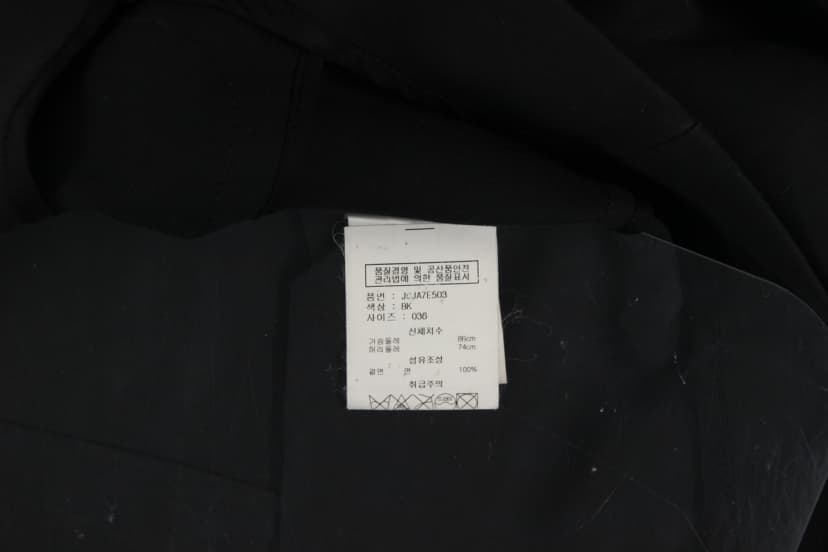 품질경영 및 공산품안전
관리법에 의한 품질표시
품번 : JCJA7E503
색상 : BK
사이즈 : 036
신체치수
가슴둘레 86cm
허리둘레 74cm
섬유조성
겉면 면 100%
취급주의